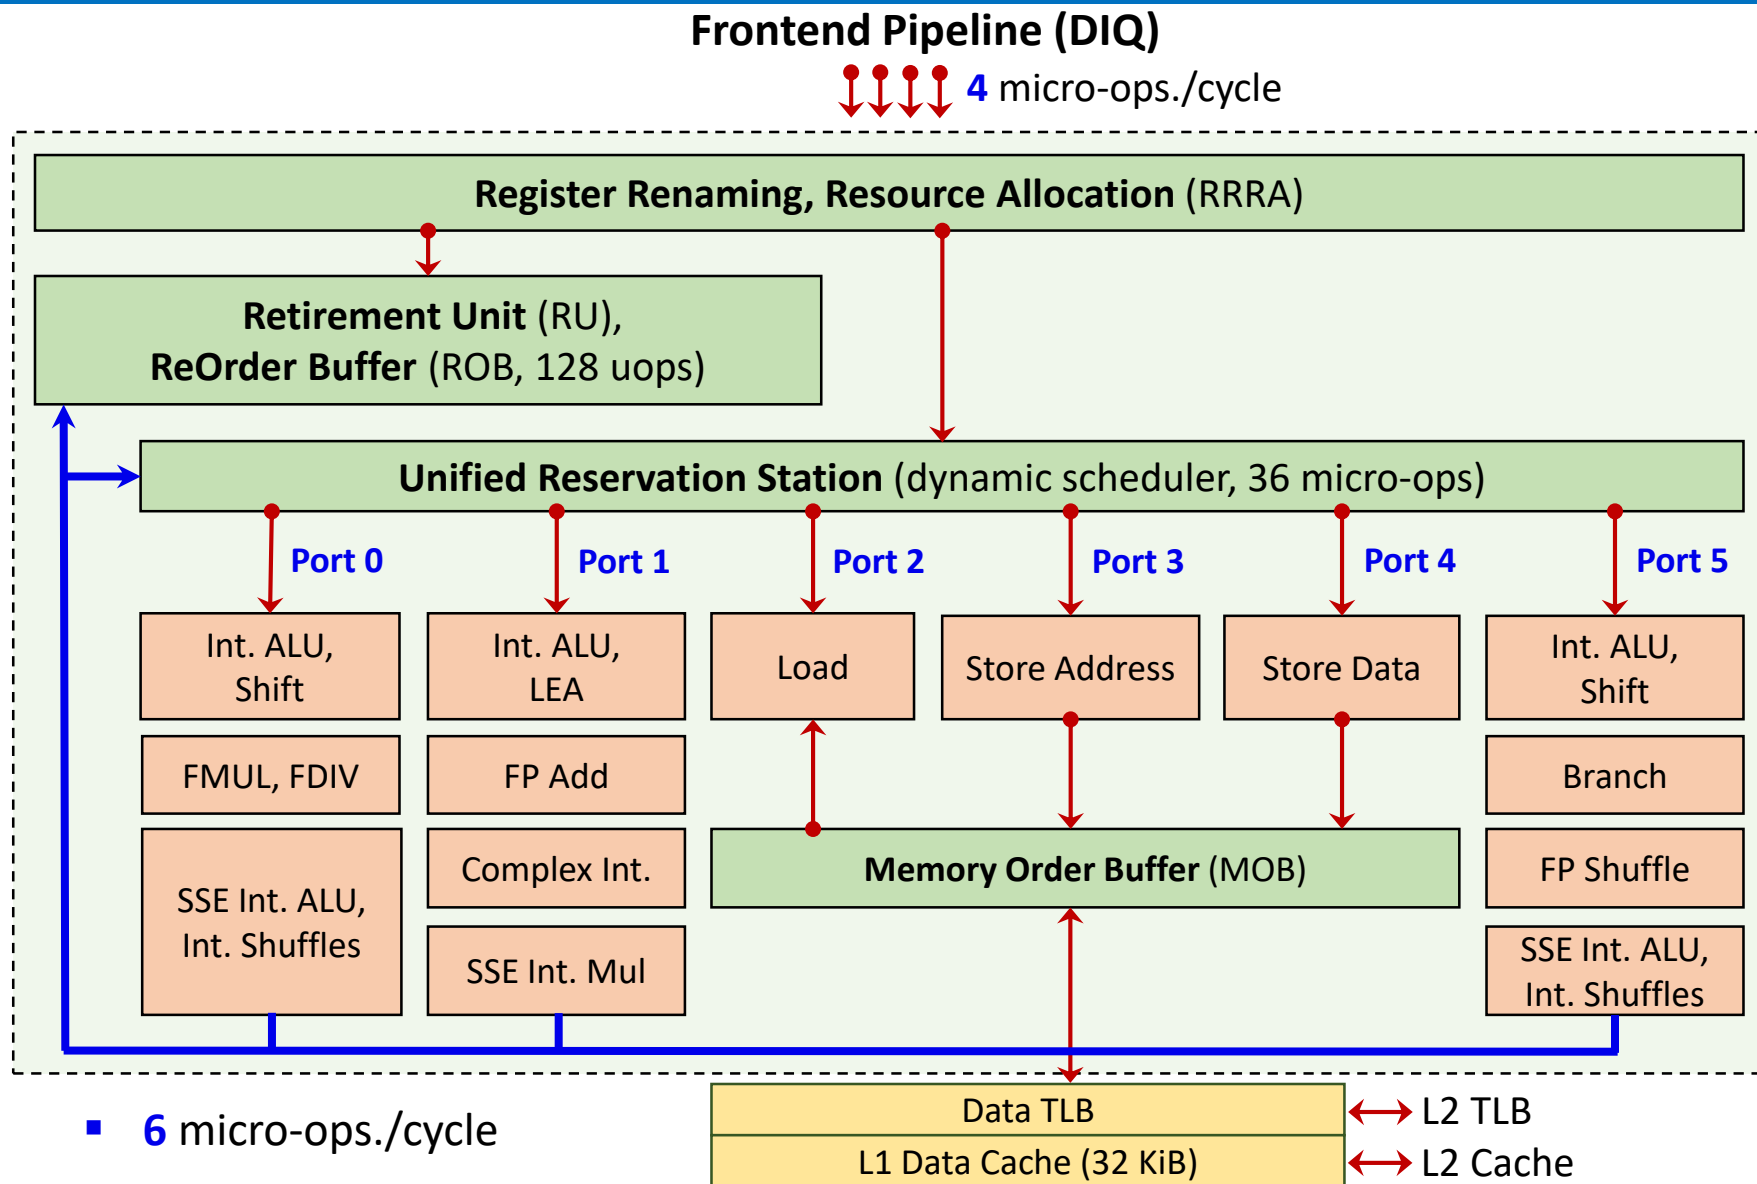 Frontend Pipeline (DIQ)
4 micro-ops./cycle
Register Renaming, Resource Allocation (RRRA)
Retirement Unit (RU),
ReOrder Buffer (ROB, 128 uops)
Unified Reservation Station (dynamic scheduler, 36 micro-ops)
Port 0
Port 1
Port 2
Port 3
Port 4
Port 5
Int. ALU,
Shift
Int. ALU,
LEA
Load
Store Address
Store Data
Int. ALU,
Shift
FMUL, FDIV
FP Add
Branch
SSE Int. ALU,
Int. Shuffles
Complex Int.
Memory Order Buffer (MOB)
FP Shuffle
SSE Int. Mul
SSE Int. ALU,
Int. Shuffles
6 micro-ops./cycle
Data TLB
L2 TLB
L1 Data Cache (32 KiB)
L2 Cache